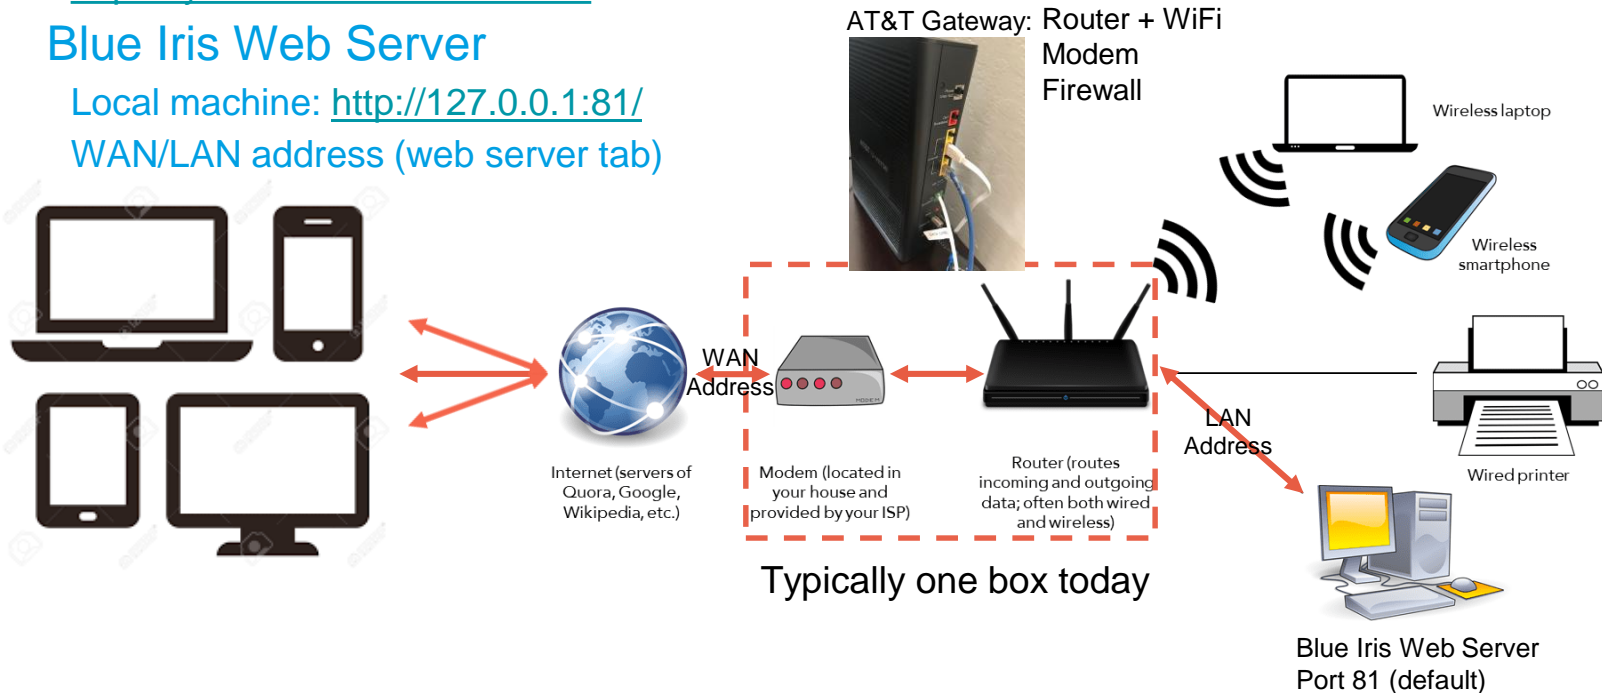 Blue Iris Web Server
Local machine: http://127.0.0.1:81/
WAN/LAN address (web server tab)
AT&T Gateway: Router + WiFi
Modem
Firewall
Wireless laptop
Wireless
smartphone
WAN
Address
MODEM
LAN
Address
Internet (servers of
Quora, Google,
Wikipedia, etc.)
Modem (located in
your house and
provided by your ISP)
Router (routes
incoming and outgoing
data; often both wired
and wireless)
Wired printer
Typically one box today
Blue Iris Web Server
Port 81 (default)